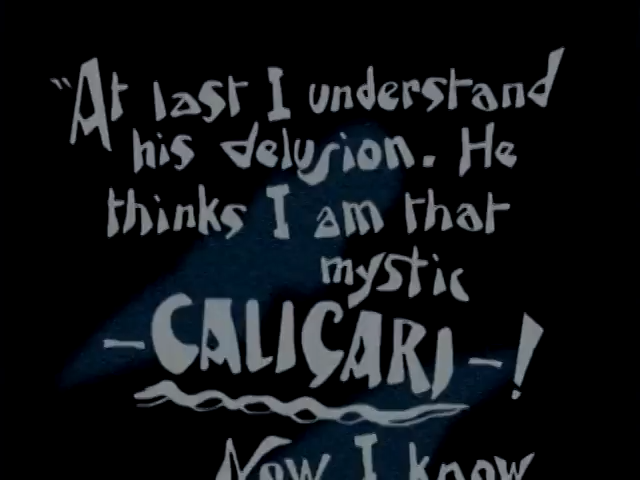 "At last I understand
his delusion. He
thinks I am that
mystic
-CALIGARI-!
Now I know